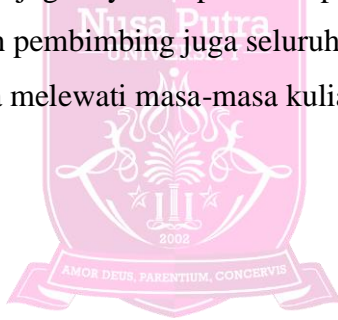 Nusa Putra
UNIVERSITY
n pembimbing juga seluruh
melewati masa-masa kulia
2002
AMOR DEUS, PARENTIUM, CONCERVIS